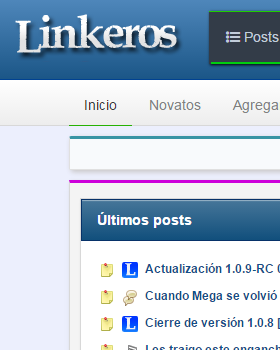 Linkeros
Posts
Inicio Novatos Agrega
Últimos posts
L Actualización 1.0.9-RC
Cuando Mega se volvió
L Cierre de versión 1.0.8 [
Les traigo este enganch